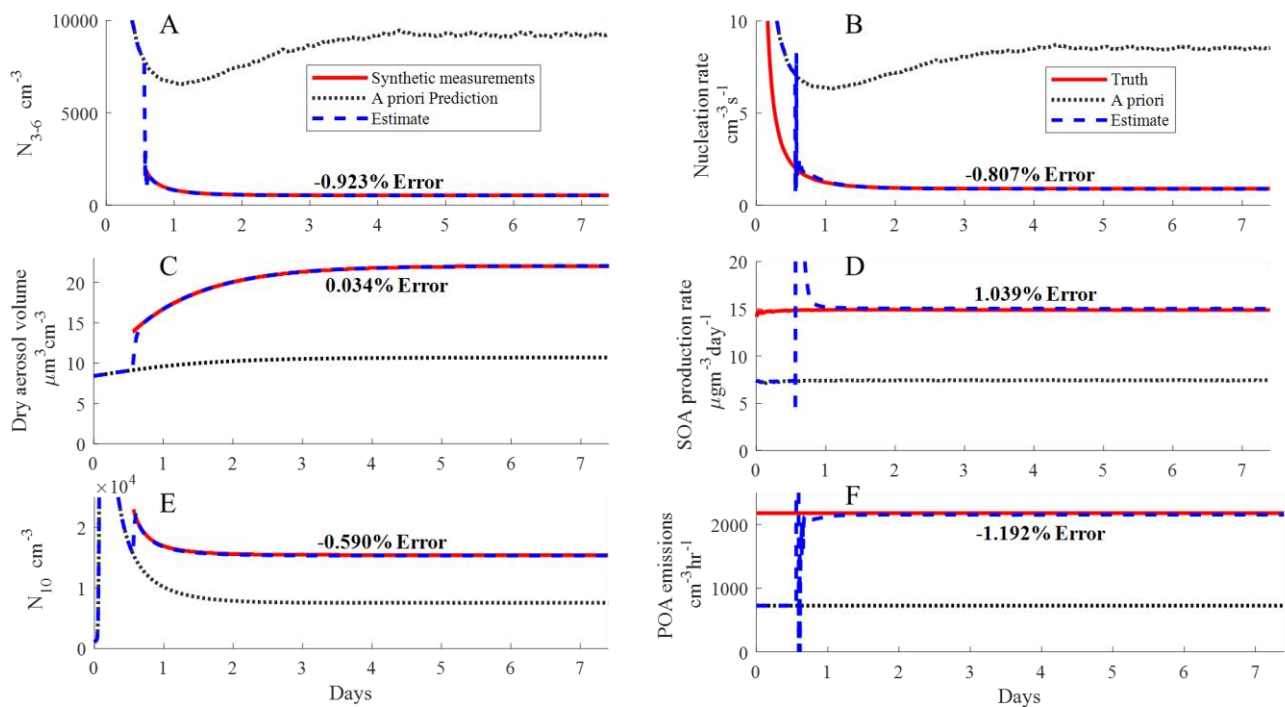 A
10000
5000
0
N3-6 cm-3
Synthetic measurements
A priori Prediction
Estimate
-0.923% Error
0 1 2 3 4 5 6 7
B
10
5
0
Nucleation rate
cm-3s-1
Truth
A priori
Estimate
-0.807% Error
0 1 2 3 4 5 6 7
C
20
10
0
Dry aerosol volume
μm3cm-3
0.034% Error
0 1 2 3 4 5 6 7
D
20
15
10
5
0
SOA production rate
μgm-3day-1
1.039% Error
0 1 2 3 4 5 6 7
E
×10^4
2
1
0
N10 cm-3
-0.590% Error
0 1 2 3 4 5 6 7
Days
F
2000
1000
0
POA emissions
cm-3hr-1
-1.192% Error
0 1 2 3 4 5 6 7
Days